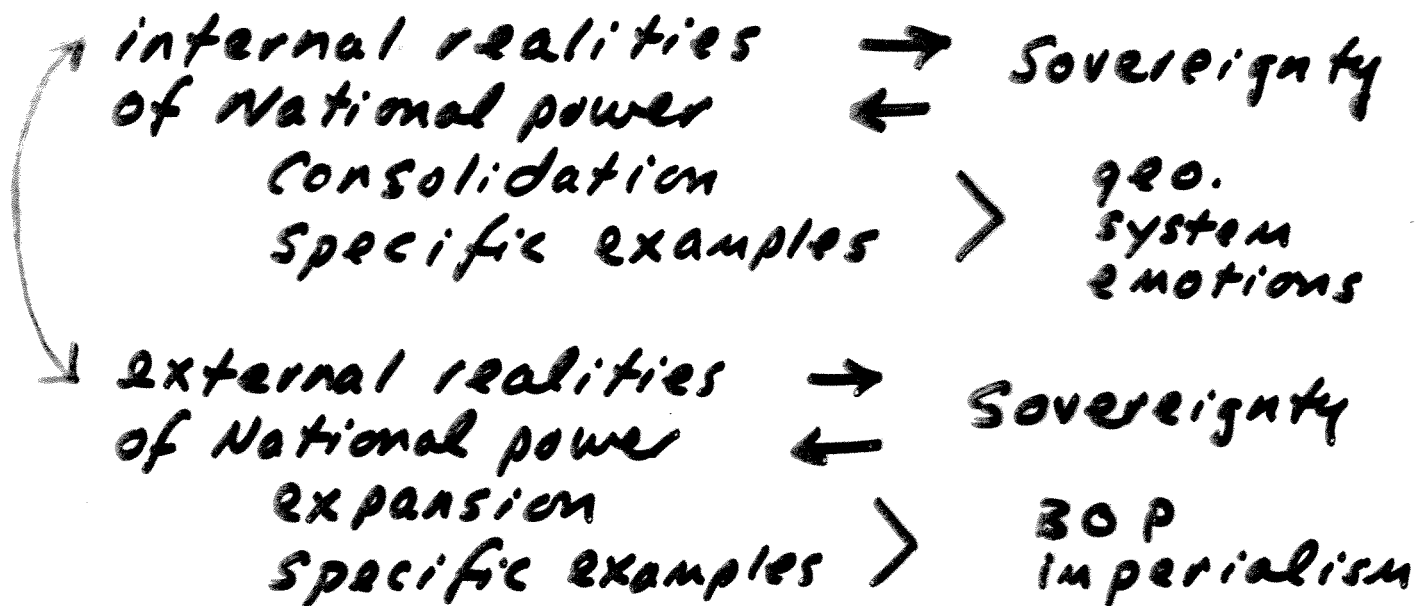 internal realities → Sovereignty
of National power ←
consolidation > geo.
specific examples system
emotions
external realities → Sovereignty
of National power ←
expansion > BOP
specific examples imperialism